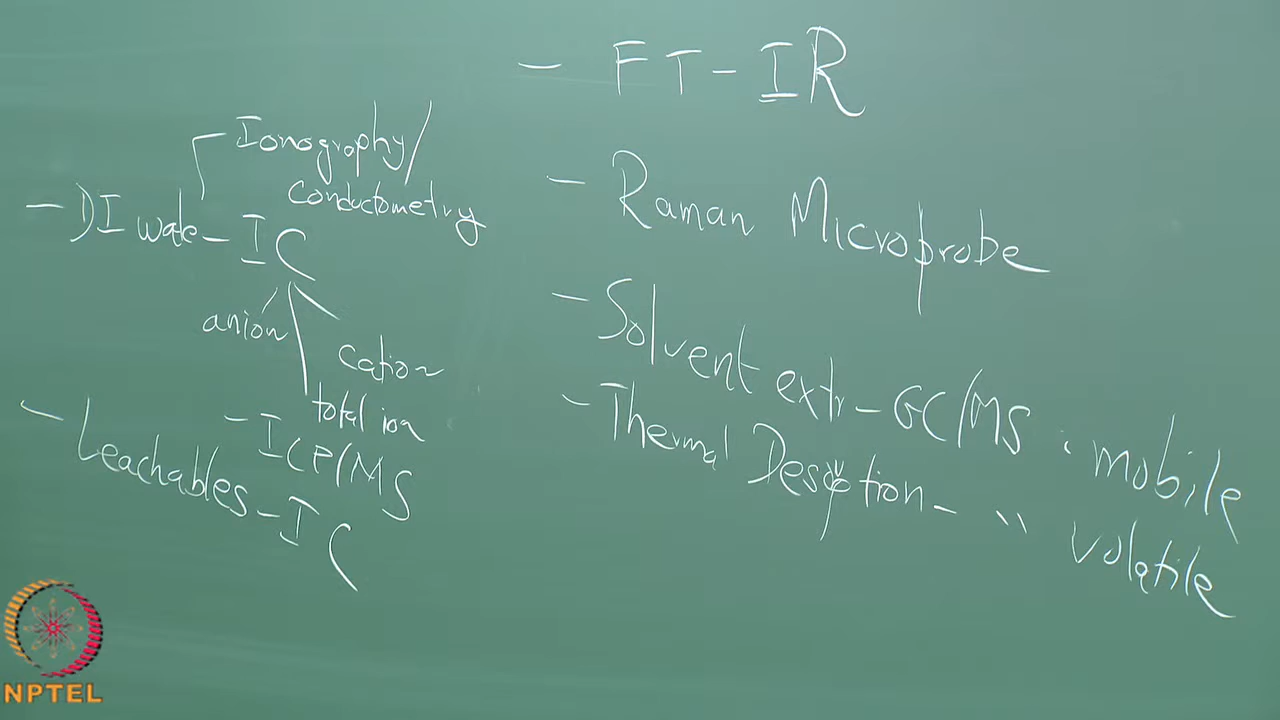 Ionography/
conductometry
- DI wate - IC
anion
cation
total ion
- ICP/MS
- Leachables - IC
- FT-IR
- Raman Microprobe
- Solvent extr - GC/MS : mobile
- Thermal Desorption - " volatile
NPTEL